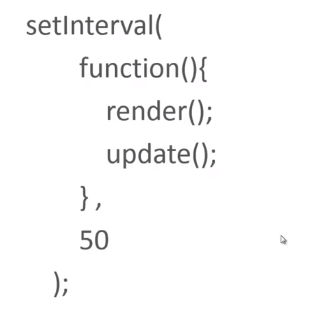 setInterval(
function(){
render();
update();
} ,
50
);